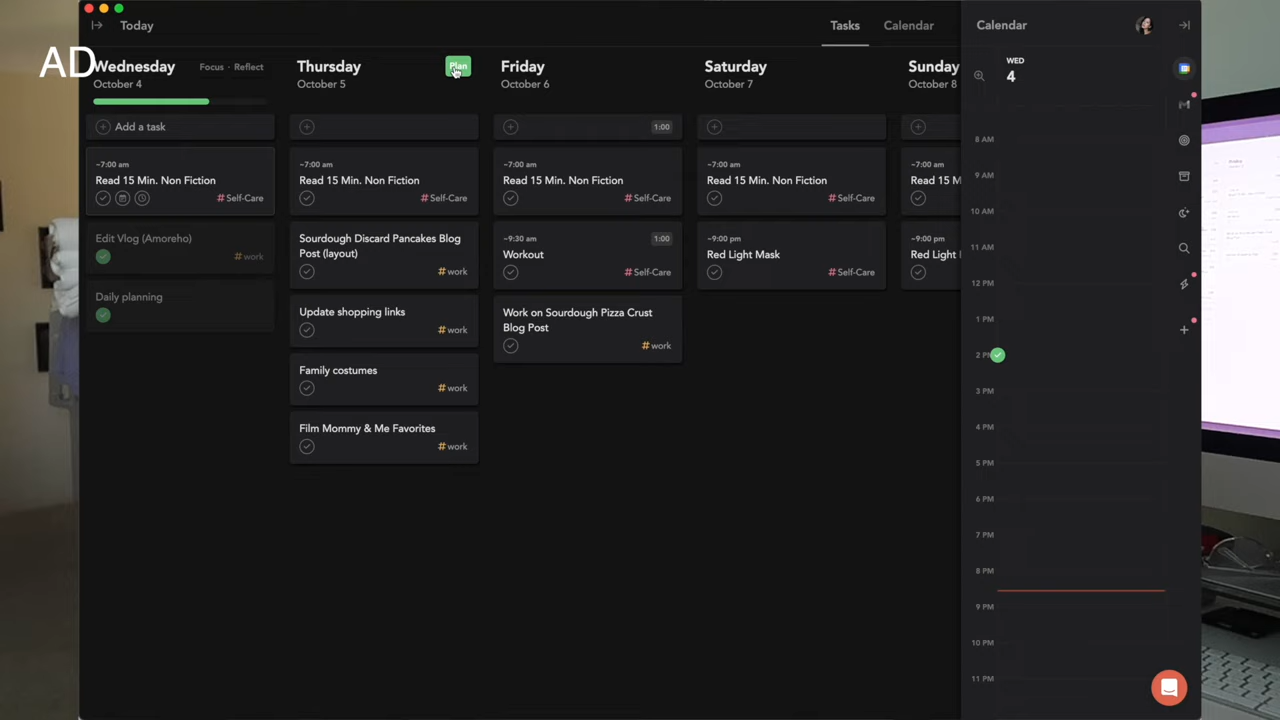 Today
Tasks
Calendar
Calendar
AD
Wednesday
October 4
Focus · Reflect
Add a task
~7:00 am
Read 15 Min. Non Fiction
#Self-Care
Edit Vlog (Amoreho)
#work
Daily planning
Thursday
October 5
Plan
~7:00 am
Read 15 Min. Non Fiction
#Self-Care
Sourdough Discard Pancakes Blog
Post (layout)
#work
Update shopping links
#work
Family costumes
#work
Film Mommy & Me Favorites
#work
Friday
October 6
1:00
~7:00 am
Read 15 Min. Non Fiction
#Self-Care
~9:30 am
1:00
Workout
#Self-Care
Work on Sourdough Pizza Crust
Blog Post
#work
Saturday
October 7
~7:00 am
Read 15 Min. Non Fiction
#Self-Care
~9:00 pm
Red Light Mask
#Self-Care
Sunday
October 8
~7:00 am
Read 15 M
~9:00 pm
Red Light
WED
4
8 AM
9 AM
10 AM
11 AM
12 PM
1 PM
2 PM
3 PM
4 PM
5 PM
6 PM
7 PM
8 PM
9 PM
10 PM
11 PM